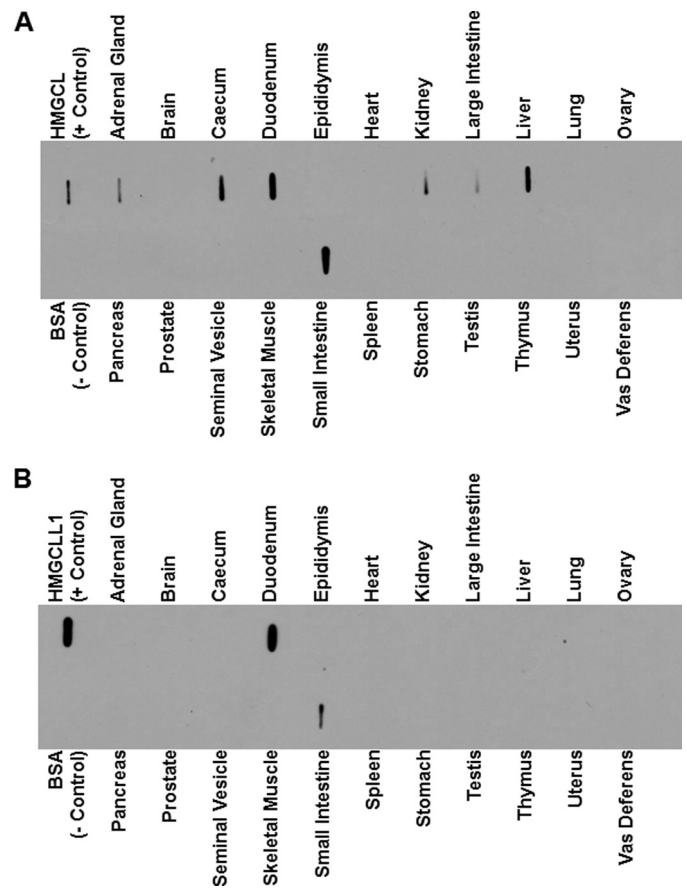 A
HMGCL
(+ Control)
Adrenal Gland
Brain
Caecum
Duodenum
Epididymis
Heart
Kidney
Large Intestine
Liver
Lung
Ovary
BSA
(- Control)
Pancreas
Prostate
Seminal Vesicle
Skeletal Muscle
Small Intestine
Spleen
Stomach
Testis
Thymus
Uterus
Vas Deferens
B
HMGCLL1
(+ Control)
Adrenal Gland
Brain
Caecum
Duodenum
Epididymis
Heart
Kidney
Large Intestine
Liver
Lung
Ovary
BSA
(- Control)
Pancreas
Prostate
Seminal Vesicle
Skeletal Muscle
Small Intestine
Spleen
Stomach
Testis
Thymus
Uterus
Vas Deferens